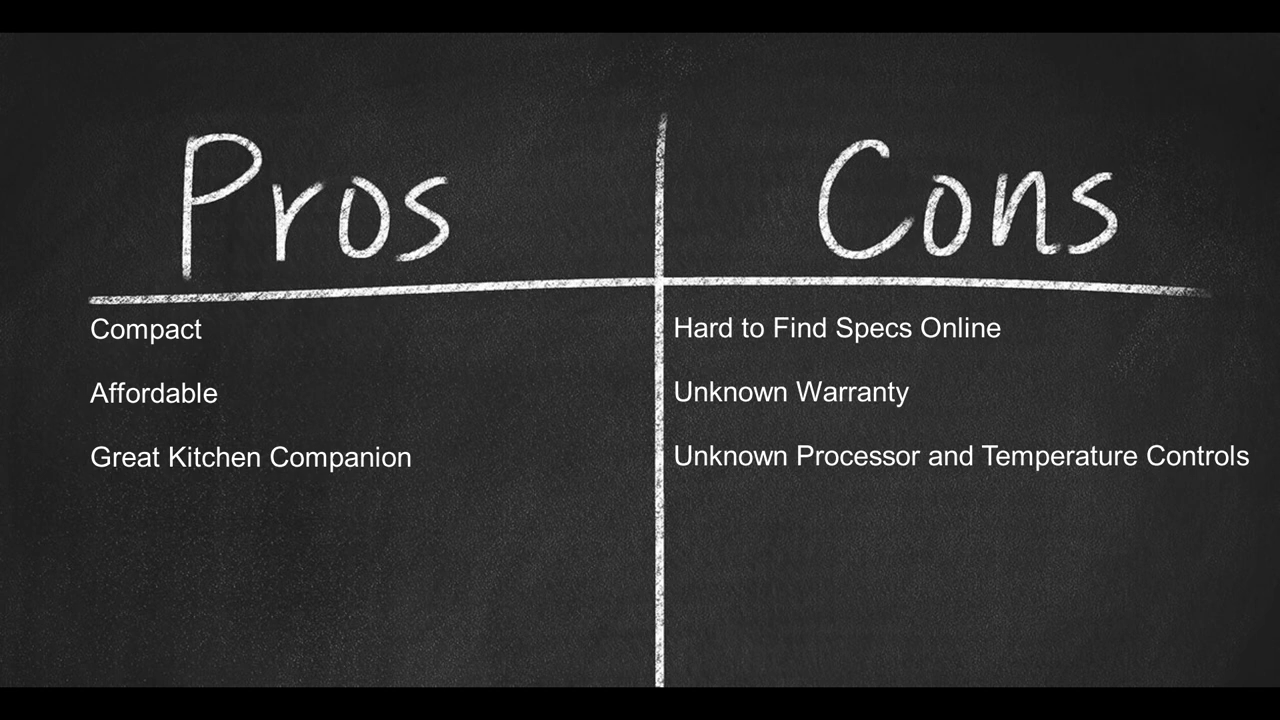 Pros
Cons
Compact
Affordable
Great Kitchen Companion
Hard to Find Specs Online
Unknown Warranty
Unknown Processor and Temperature Controls